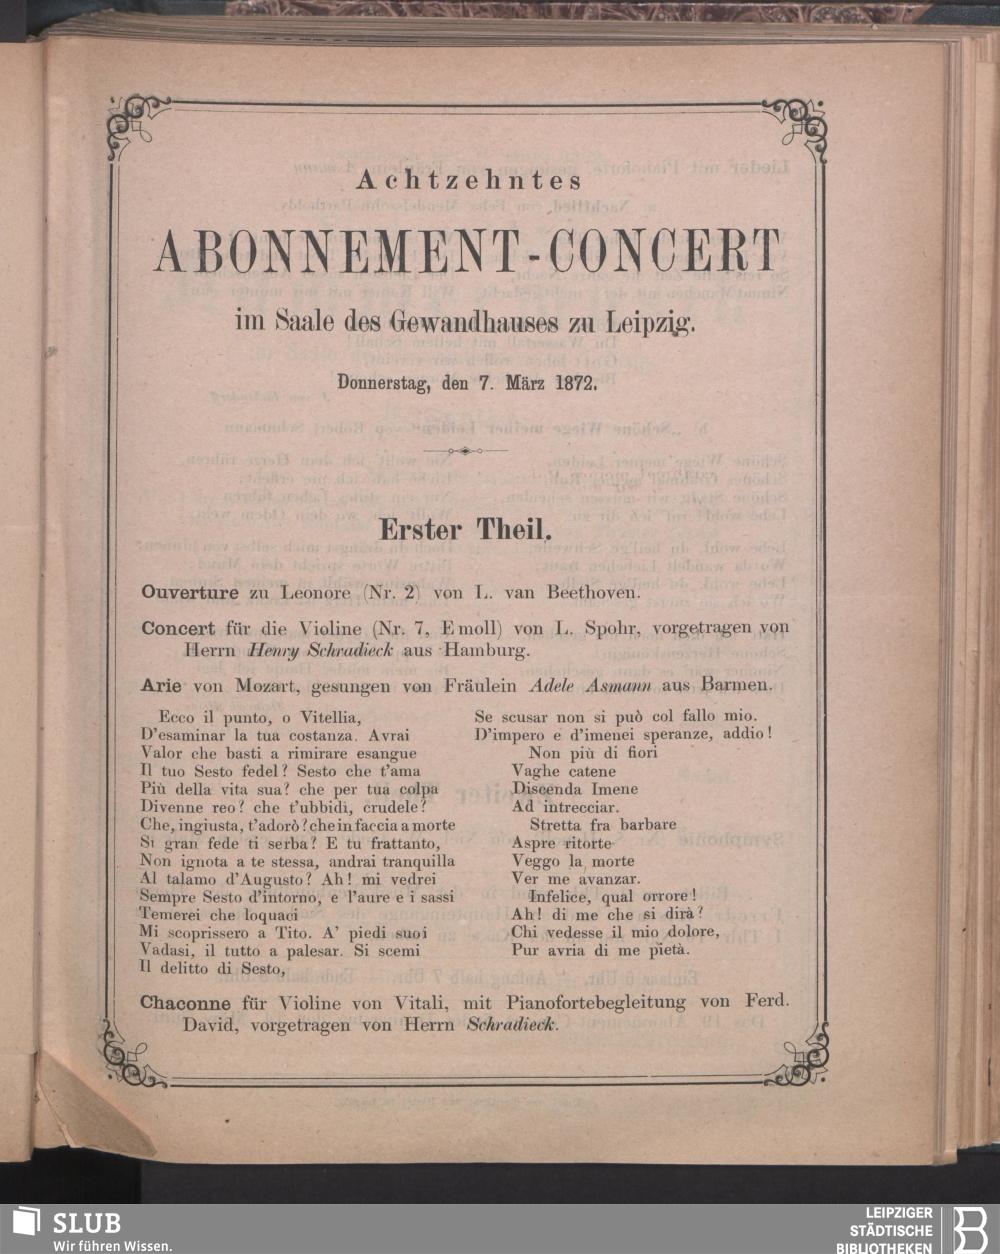 Achtzehntes
ABONNEMENT-CONCERT
im Saale des Gewandhauses zu Leipzig.
Donnerstag, den 7. März 1872.
Erster Theil.
Ouverture zu Leonore (Nr. 2) von L. van Beethoven.
Concert für die Violine (Nr. 7, E moll) von L. Spohr, vorgetragen von
Herrn Henry Schradieck aus Hamburg.
Arie von Mozart, gesungen von Fräulein Adele Asmann aus Barmen.
Ecco il punto, o Vitellia,
D'esaminar la tua costanza. Avrai
Valor che basti a rimirare esangue
Il tuo Sesto fedel? Sesto che t'ama
Più della vita sua? che per tua colpa
Divenne reo? che t'ubbidì, crudele?
Che, ingiusta, t'adorò? che in faccia a morte
Si gran fede ti serba? E tu frattanto,
Non ignota a te stessa, andrai tranquilla
Al talamo d'Augusto? Ah! mi vedrei
Sempre Sesto d'intorno, e l'aure e i sassi
Temerei che loquaci
Mi scoprissero a Tito. A' piedi suoi
Vadasi, il tutto a palesar. Si scemi
Il delitto di Sesto,
Se scusar non si può col fallo mio.
D'impero e d'imenei speranze, addio!
Non più di fiori
Vaghe catene
Discenda Imene
Ad intrecciar.
Stretta fra barbare
Aspre ritorte
Veggo la morte
Ver me avanzar.
Infelice, qual orrore!
Ah! di me che si dirà?
Chi vedesse il mio dolore,
Pur avria di me pietà.
Chaconne für Violine von Vitali, mit Pianofortebegleitung von Ferd.
David, vorgetragen von Herrn Schradieck.
SLUB
Wir führen Wissen.
LEIPZIGER
STÄDTISCHE
BIBLIOTHEKEN